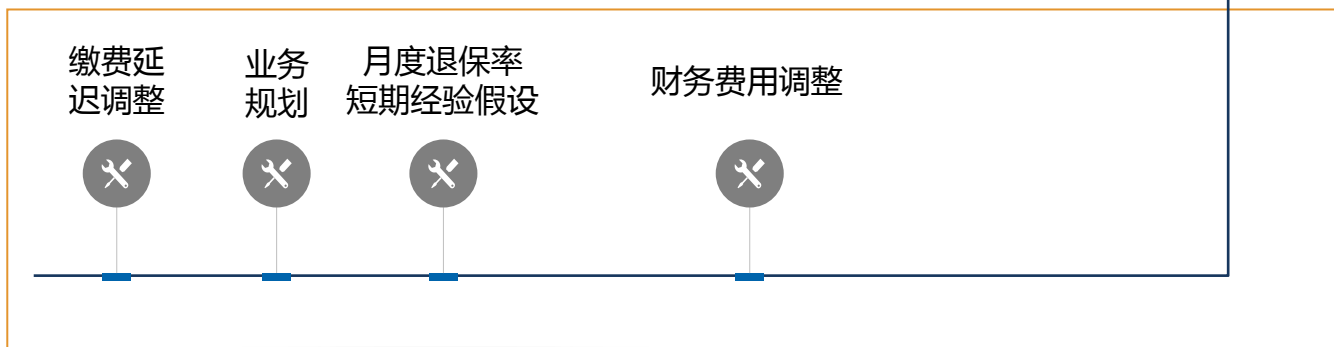 缴费延
迟调整
业务
规划
月度退保率
短期经验假设
财务费用调整